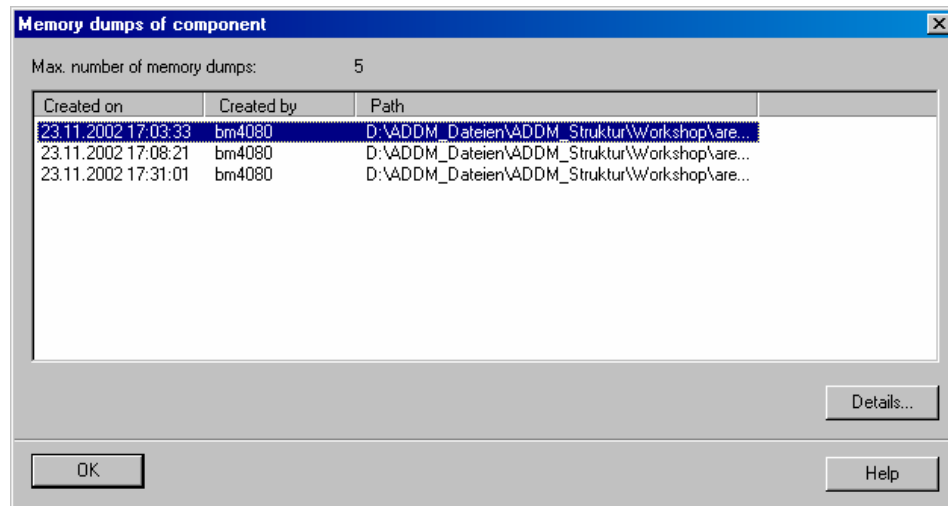 Memory dumps of component
Max. number of memory dumps: 5
Created on Created by Path
23.11.2002 17:03:33 bm4080 D:\ADDM_Dateien\ADDM_Struktur\Workshop\are...
23.11.2002 17:08:21 bm4080 D:\ADDM_Dateien\ADDM_Struktur\Workshop\are...
23.11.2002 17:31:01 bm4080 D:\ADDM_Dateien\ADDM_Struktur\Workshop\are...
Details...
OK Help